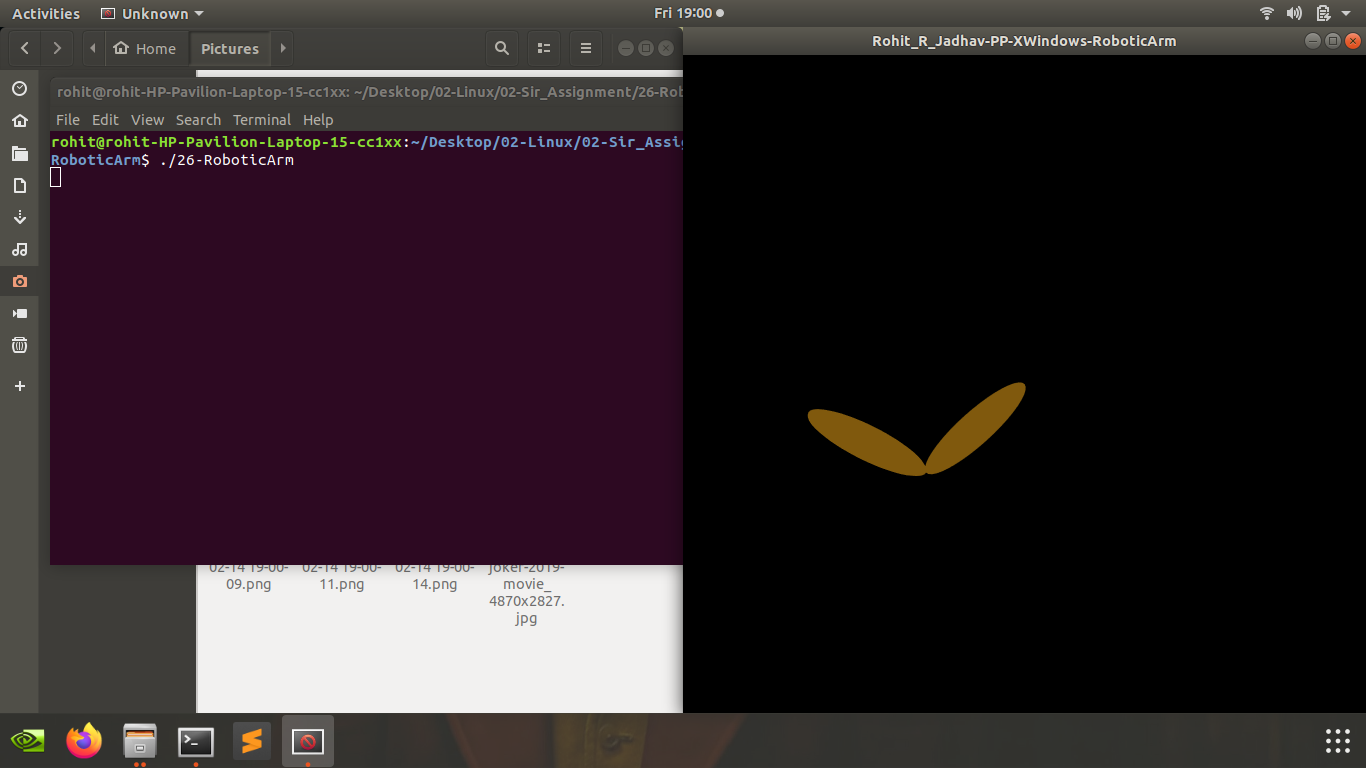 Activities Unknown Fri 19:00
Home Pictures
Rohit_R_Jadhav-PP-XWindows-RoboticArm
rohit@rohit-HP-Pavilion-Laptop-15-cc1xx: ~/Desktop/02-Linux/02-Sir_Assignment/26-Rob
File Edit View Search Terminal Help
rohit@rohit-HP-Pavilion-Laptop-15-cc1xx:~/Desktop/02-Linux/02-Sir_Assig
RoboticArm$ ./26-RoboticArm
02-14 19-00-09.png
02-14 19-00-11.png
02-14 19-00-14.png
joker-2019-movie_4870x2827.jpg